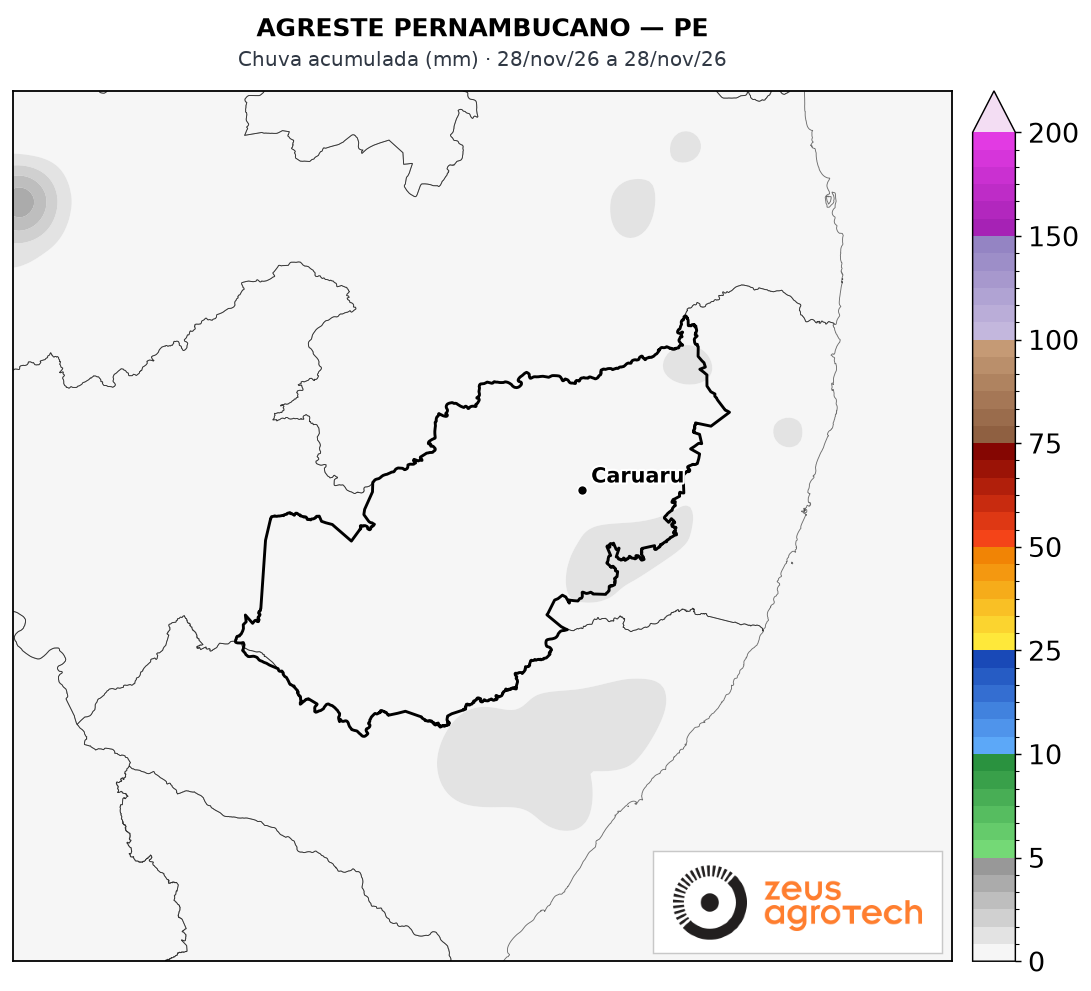 AGRESTE PERNAMBUCANO — PE
Chuva acumulada (mm) · 28/nov/26 a 28/nov/26
200
150
100
75
50
25
10
5
0
Caruaru
zeus
agrotech